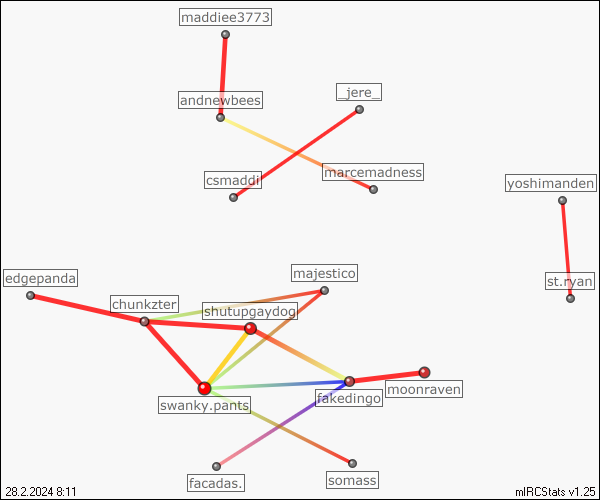 maddiee3773
andnewbees
_jere_
csmaddi
marcemadness
yoshimanden
st.ryan
edgepanda
majestico
chunkzter
shutupgaydog
moonraven
fakedingo
swanky.pants
facadas.
somass
28.2.2024 8:11
mIRCStats v1.25